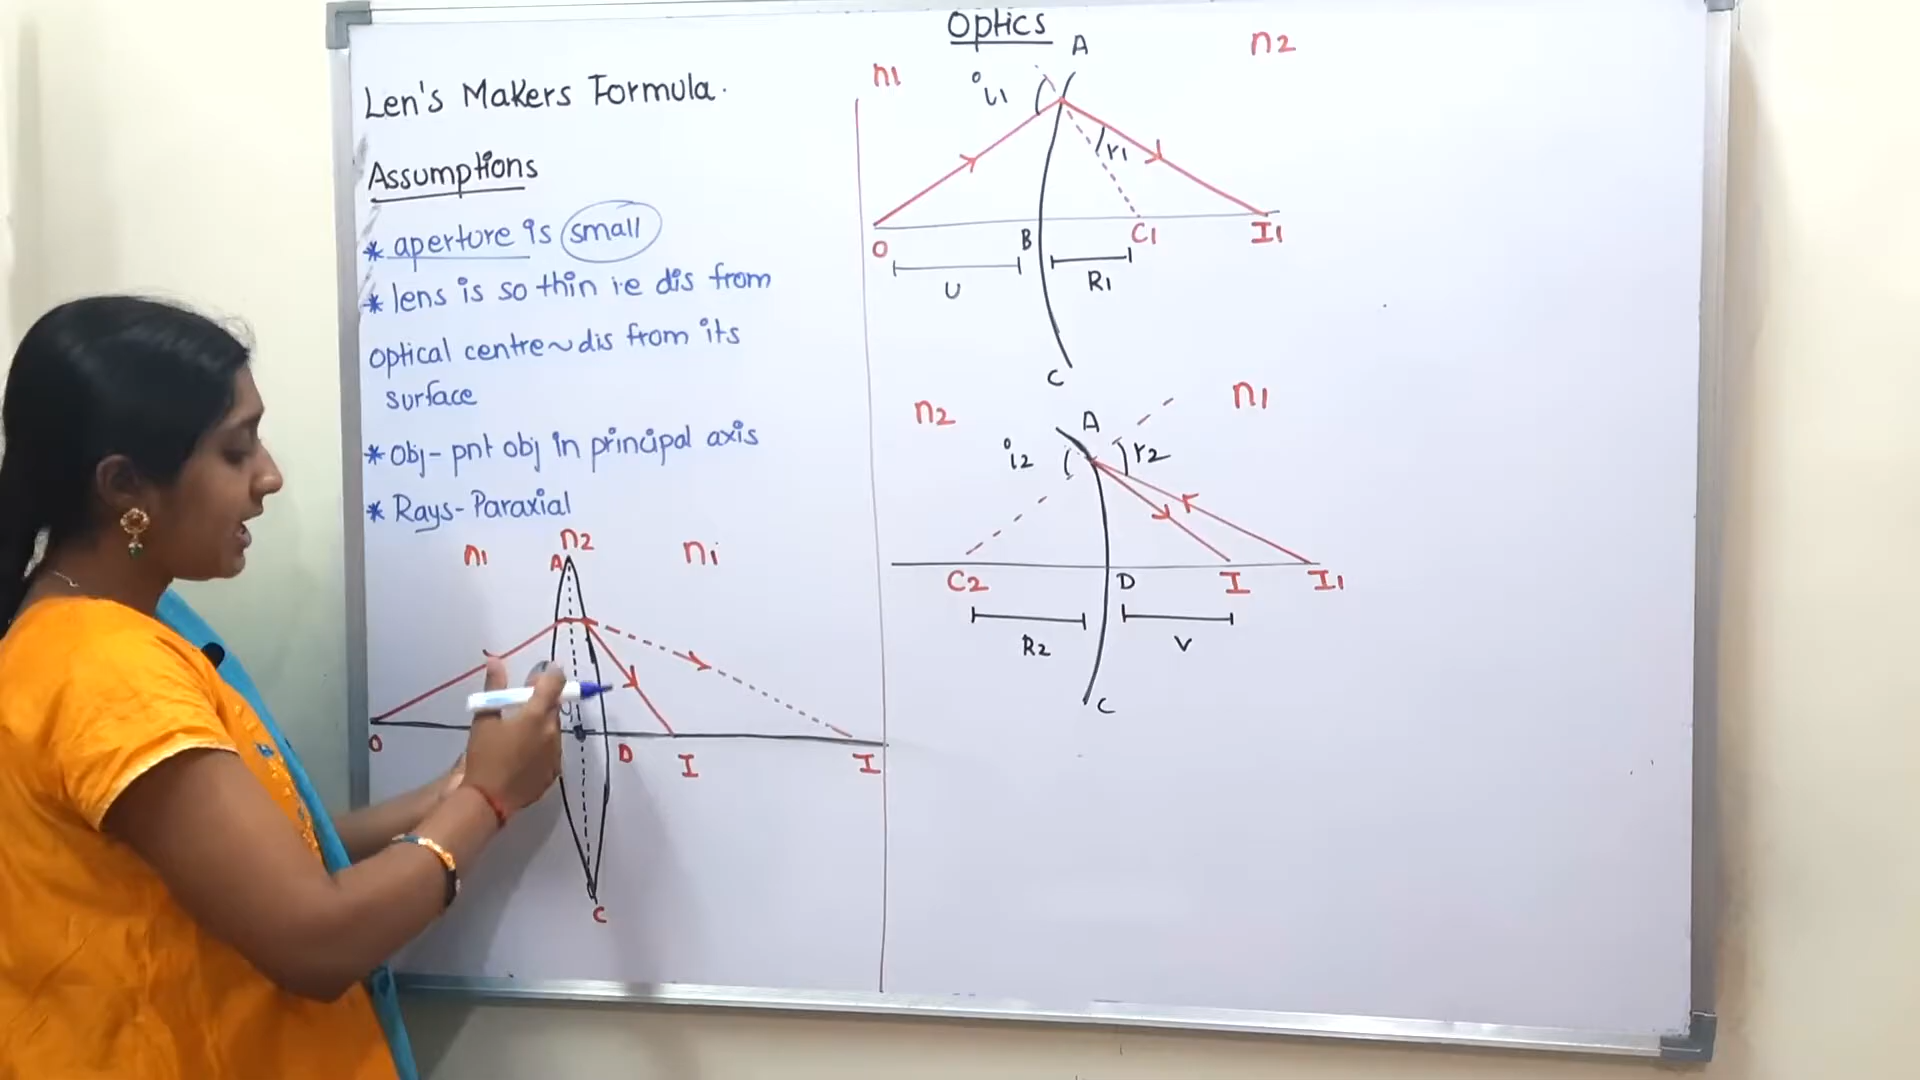 Optics
Len's Makers Formula.
Assumptions
* aperture is small
* lens is so thin i.e dis from
optical centre ~ dis from its
surface
* Obj - pnt obj in principal axis
* Rays - Paraxial
n1
n2
n1
A
O
D
I
I
C
n1
i1
A
n2
r1
O
B
C1
I1
U
R1
C
n2
i2
A
r2
n1
C2
D
I
I1
R2
V
C